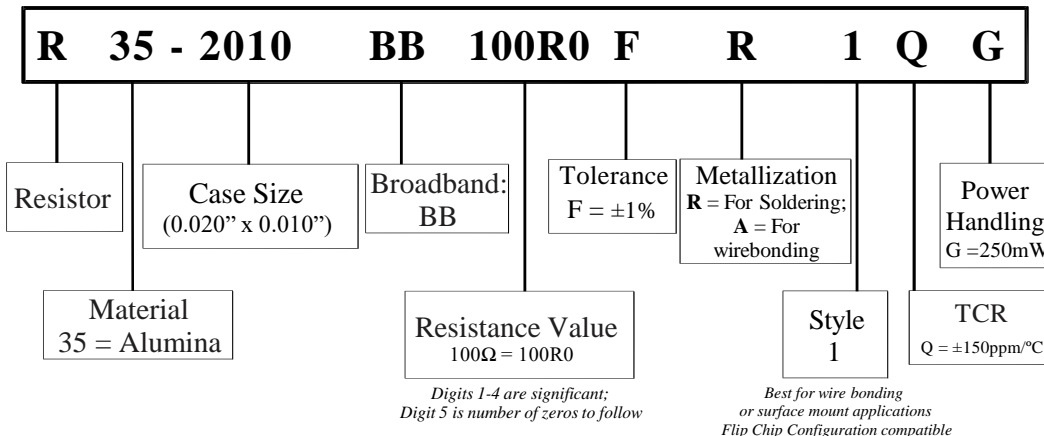 R 35 - 2010 BB 100R0 F R 1 Q G
Resistor
Case Size
(0.020” x 0.010”)
Broadband:
BB
Tolerance
F = ±1%
Metallization
R = For Soldering;
A = For
wirebonding
Power
Handling
G =250mW
Material
35 = Alumina
Resistance Value
100Ω = 100R0
Digits 1-4 are significant;
Digit 5 is number of zeros to follow
Style
1
Best for wire bonding
or surface mount applications
Flip Chip Configuration compatible
TCR
Q = ±150ppm/ºC